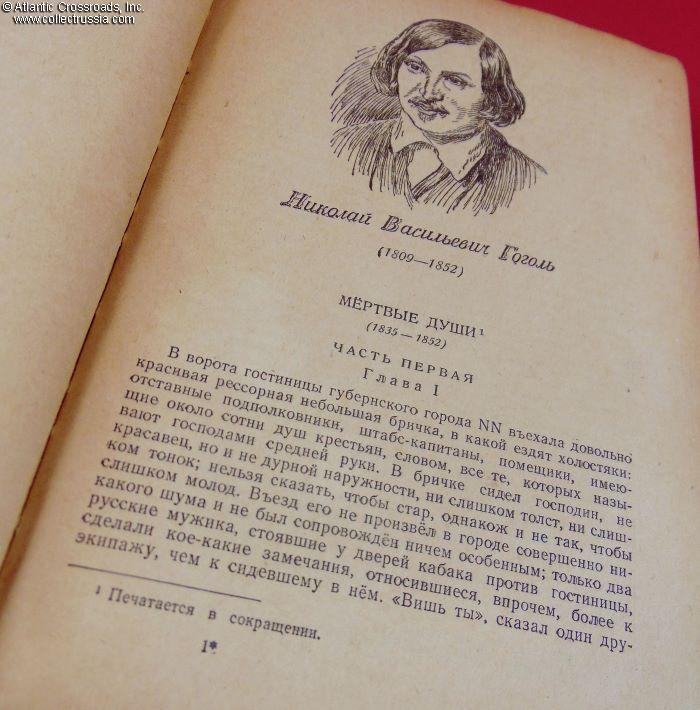 © Atlantic Crossroads, Inc.
www.collectrussia.com
Николай Васильевич Гоголь
(1809—1852)
МЁРТВЫЕ ДУШИ¹
(1835—1852)
ЧАСТЬ ПЕРВАЯ
Глава I
В ворота гостиницы губернского города NN въехала довольно
красивая рессорная небольшая бричка, в какой ездят холостяки:
отставные подполковники, штабс-капитаны, помещики, имею-
щие около сотни душ крестьян, словом, все те, которых назы-
вают господами средней руки. В бричке сидел господин, не
красавец, но и не дурной наружности, ни слишком толст, ни слиш-
ком тонок; нельзя сказать, чтобы стар, однакож и не так, чтобы
слишком молод. Въезд его не произвёл в городе совершенно ни-
какого шума и не был сопровождён ничем особенным; только два
русские мужика, стоявшие у дверей кабака против гостиницы,
сделали кое-какие замечания, относившиеся, впрочем, более к
экипажу, чем к сидевшему в нём. «Вишь ты», сказал один дру-
¹ Печатается в сокращении.
1*